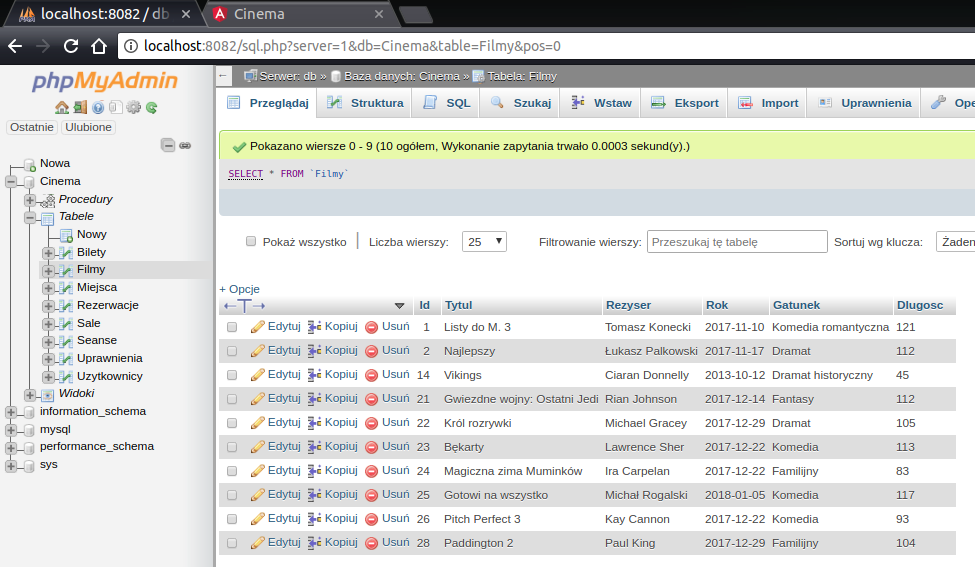 localhost:8082 / db
Cinema
localhost:8082/sql.php?server=1&db=Cinema&table=Filmy&pos=0
phpMyAdmin
Ostatnie Ulubione
Nowa
Cinema
Procedury
Tabele
Nowy
Bilety
Filmy
Miejsca
Rezerwacje
Sale
Seanse
Uprawnienia
Uzytkownicy
Widoki
information_schema
mysql
performance_schema
sys
Serwer: db » Baza danych: Cinema » Tabela: Filmy
Przeglądaj Struktura SQL Szukaj Wstaw Eksport Import Uprawnienia Ope
Pokazano wiersze 0 - 9 (10 ogółem, Wykonanie zapytania trwało 0.0003 sekund(y).)
SELECT * FROM `Filmy`
Pokaż wszystko | Liczba wierszy: 25 Filtrowanie wierszy: Przeszukaj tę tabelę Sortuj wg klucza: Żaden
+ Opcje
←T→ Id Tytul Rezyser Rok Gatunek Dlugosc
Edytuj Kopiuj Usuń 1 Listy do M. 3 Tomasz Konecki 2017-11-10 Komedia romantyczna 121
Edytuj Kopiuj Usuń 2 Najlepszy Łukasz Palkowski 2017-11-17 Dramat 112
Edytuj Kopiuj Usuń 14 Vikings Ciaran Donnelly 2013-10-12 Dramat historyczny 45
Edytuj Kopiuj Usuń 21 Gwiezdne wojny: Ostatni Jedi Rian Johnson 2017-12-14 Fantasy 112
Edytuj Kopiuj Usuń 22 Król rozrywki Michael Gracey 2017-12-29 Dramat 105
Edytuj Kopiuj Usuń 23 Bękarty Lawrence Sher 2017-12-22 Komedia 113
Edytuj Kopiuj Usuń 24 Magiczna zima Muminków Ira Carpelan 2017-12-22 Familijny 83
Edytuj Kopiuj Usuń 25 Gotowi na wszystko Michał Rogalski 2018-01-05 Komedia 117
Edytuj Kopiuj Usuń 26 Pitch Perfect 3 Kay Cannon 2017-12-22 Komedia 93
Edytuj Kopiuj Usuń 28 Paddington 2 Paul King 2017-12-29 Familijny 104